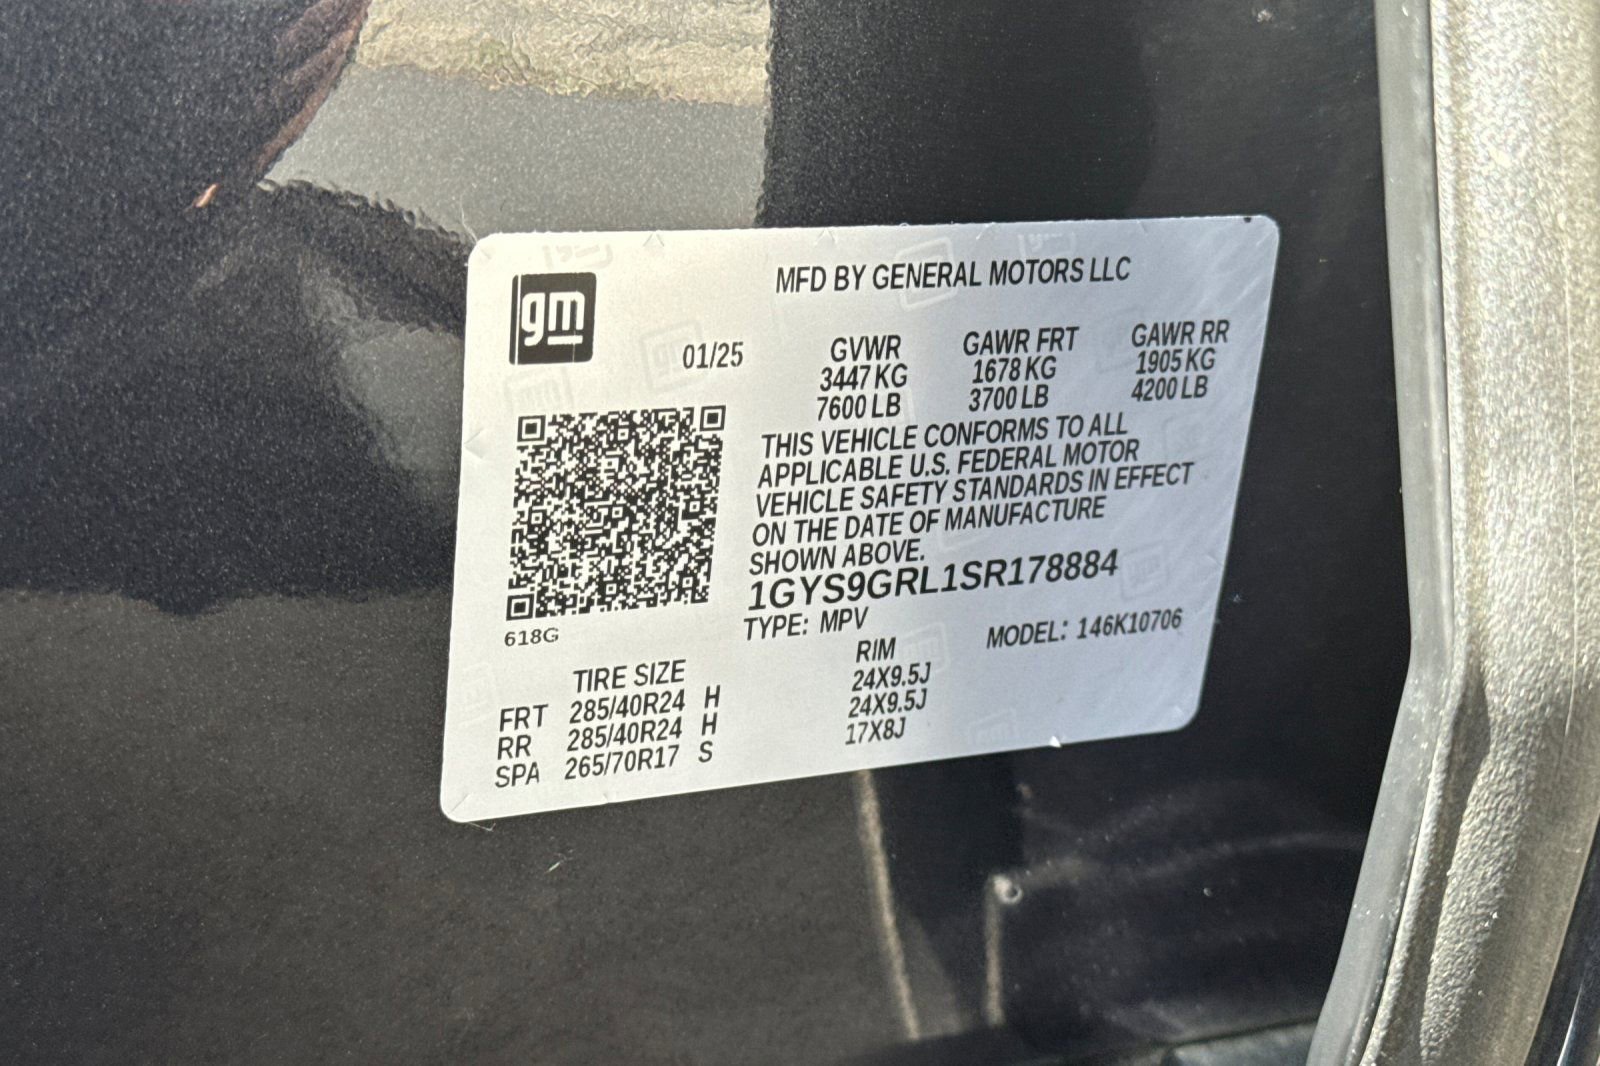 gm
MFD BY GENERAL MOTORS LLC
01/25
GVWR GAWR FRT GAWR RR
3447 KG 1678 KG 1905 KG
7600 LB 3700 LB 4200 LB
THIS VEHICLE CONFORMS TO ALL
APPLICABLE U.S. FEDERAL MOTOR
VEHICLE SAFETY STANDARDS IN EFFECT
ON THE DATE OF MANUFACTURE
SHOWN ABOVE.
1GYS9GRL1SR178884
TYPE: MPV MODEL: 146K10706
618G
TIRE SIZE RIM
FRT 285/40R24 H 24X9.5J
RR 285/40R24 H 24X9.5J
SPA 265/70R17 S 17X8J